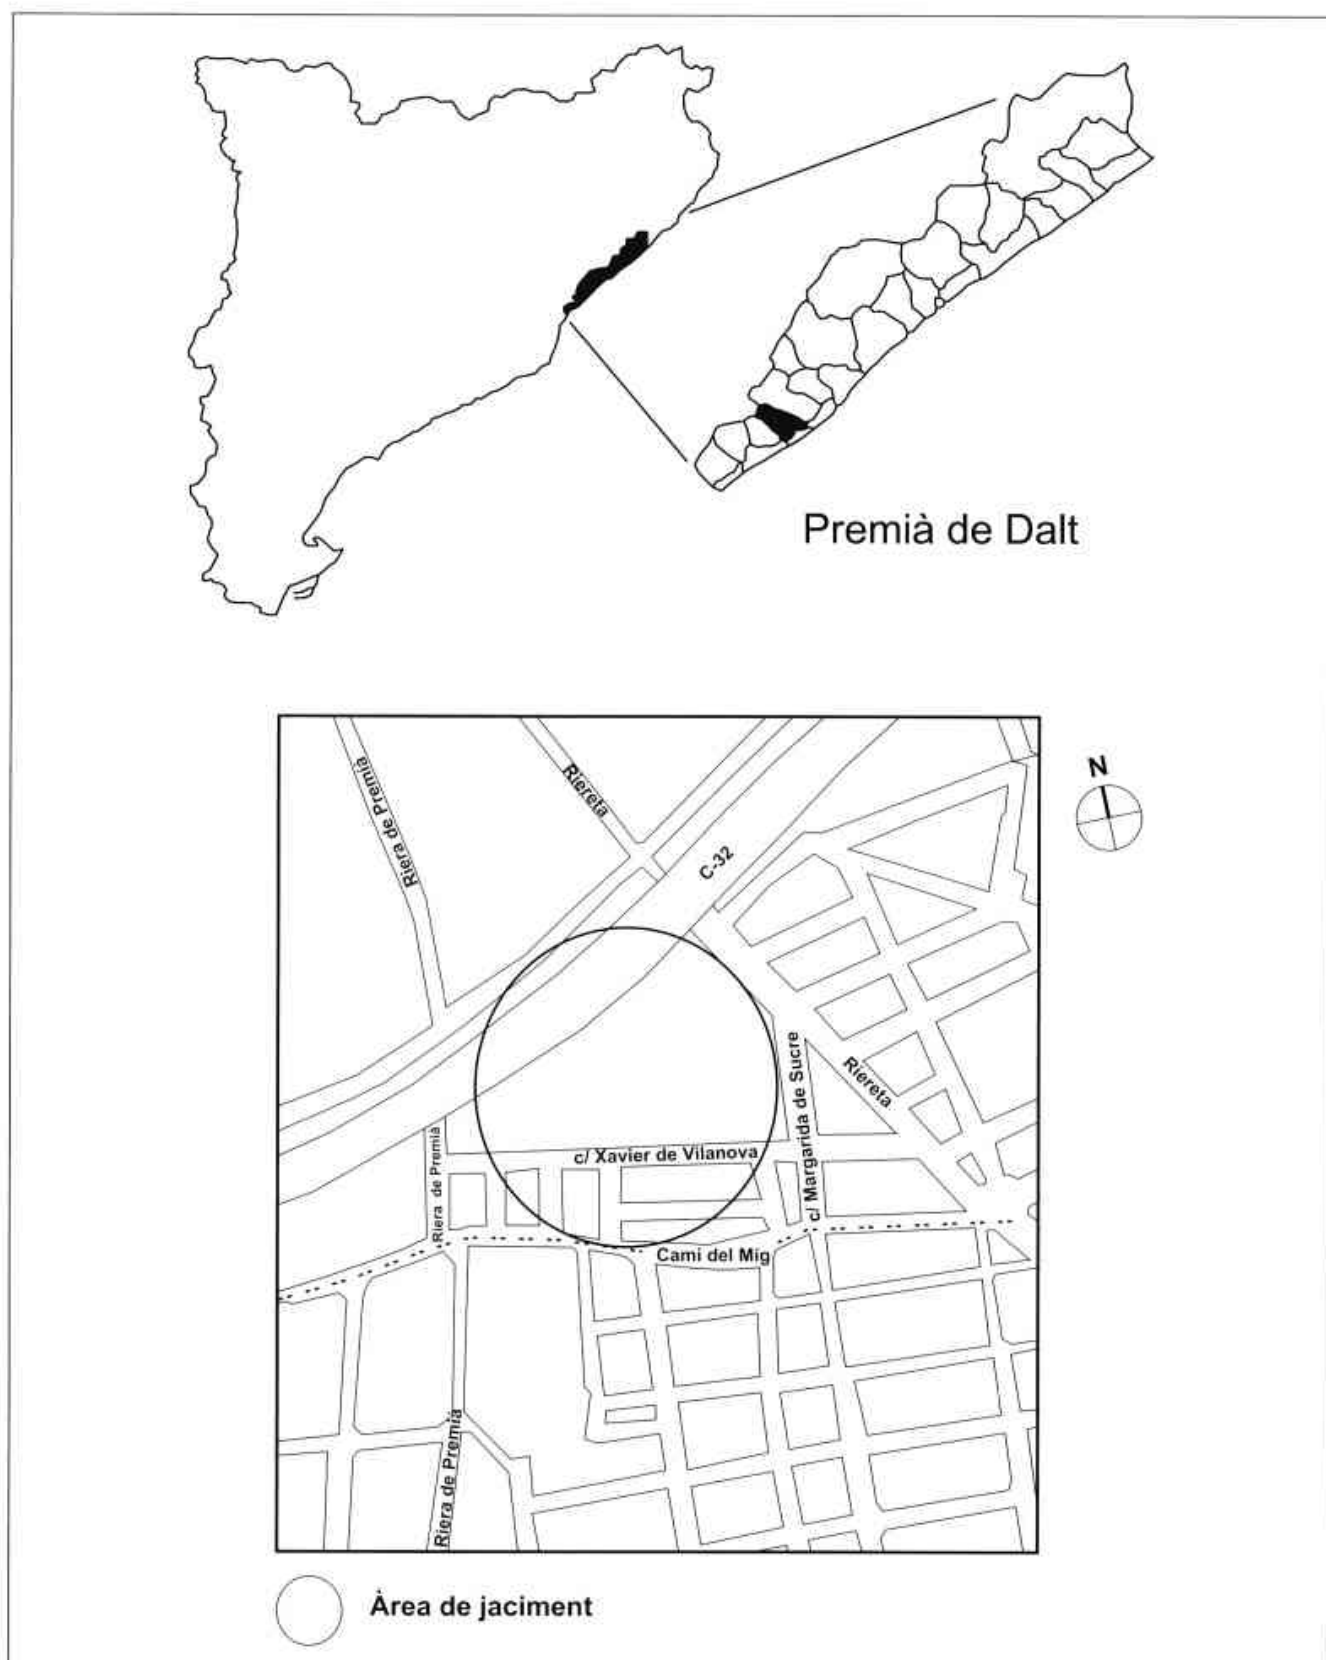 Premià de Dalt
N
Riera de Premià
Riereta
C-32
c/ Margarida de Sucre
Riereta
Riera de Premià
c/ Xavier de Vilanova
Camí del Mig
Riera de Premià
Àrea de jaciment